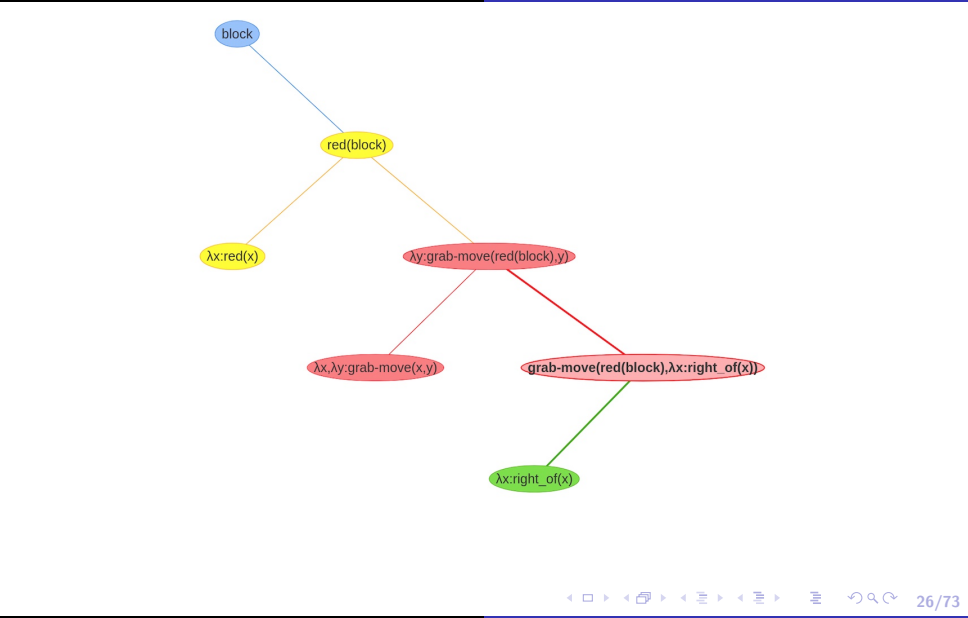 block
red(block)
λx:red(x)
λy:grab-move(red(block),y)
λx,λy:grab-move(x,y)
grab-move(red(block),λx:right_of(x))
λx:right_of(x)
26/73